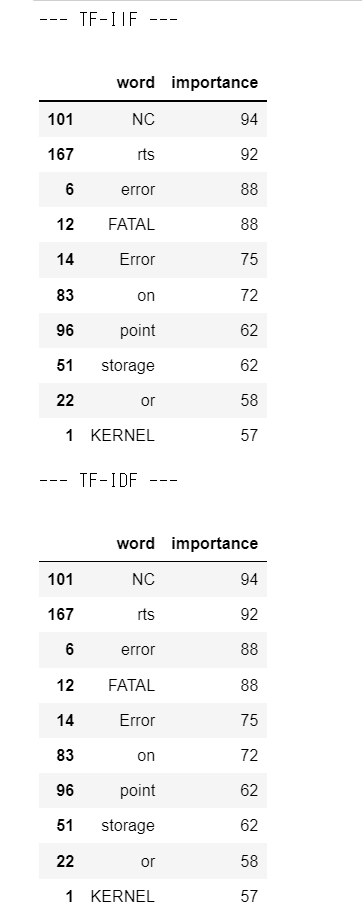 --- TF-IIF ---
word importance
101 NC 94
167 rts 92
6 error 88
12 FATAL 88
14 Error 75
83 on 72
96 point 62
51 storage 62
22 or 58
1 KERNEL 57
--- TF-IDF ---
word importance
101 NC 94
167 rts 92
6 error 88
12 FATAL 88
14 Error 75
83 on 72
96 point 62
51 storage 62
22 or 58
1 KERNEL 57